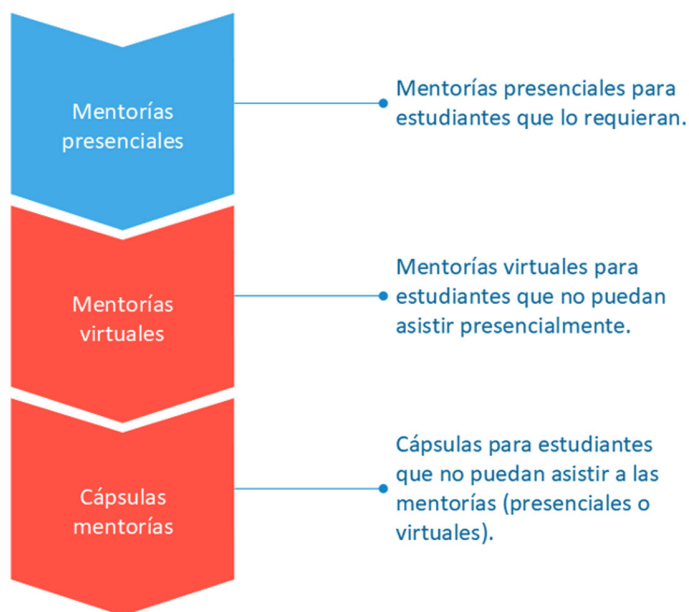 Mentorías
presenciales
Mentorías presenciales para
estudiantes que lo requieran.
Mentorías
virtuales
Mentorías virtuales para
estudiantes que no puedan
asistir presencialmente.
Cápsulas
mentorías
Cápsulas para estudiantes
que no puedan asistir a las
mentorías (presenciales o
virtuales).